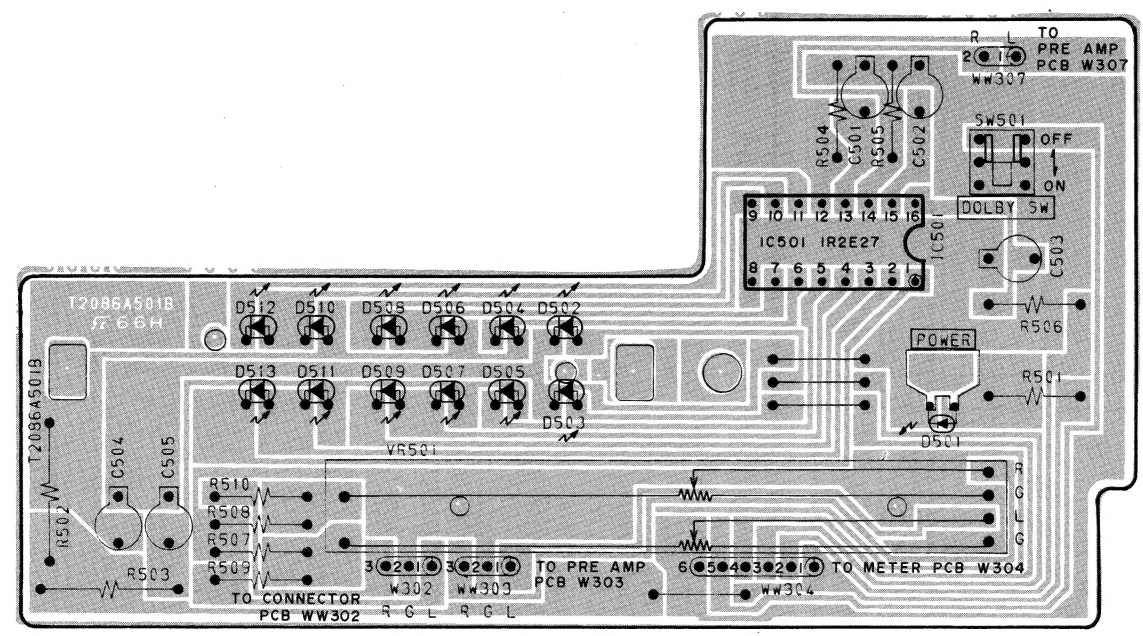 R L TO
PRE AMP
PCB W307
2 1
WW307
SW501
OFF
ON
DOLBY SW
R504
C501
R505
C502
9 10 11 12 13 14 15 16
IC501 IR2E27
8 7 6 5 4 3 2 1
IC501
C503
R506
POWER
R501
D501
T2086A501B
66H
D512 D510 D508 D506 D504 D502
D513 D511 D509 D507 D505
D503
T2086A501B
C504
C505
VR501
R
G
L
G
R502
R510
R508
R507
R509
R503
3 2 1
W302
R G L
3 2 1
WW303
R G L
TO PRE AMP
PCB W303
6 5 4 3 2 1
WW304
TO METER PCB W304
TO CONNECTOR
PCB WW302